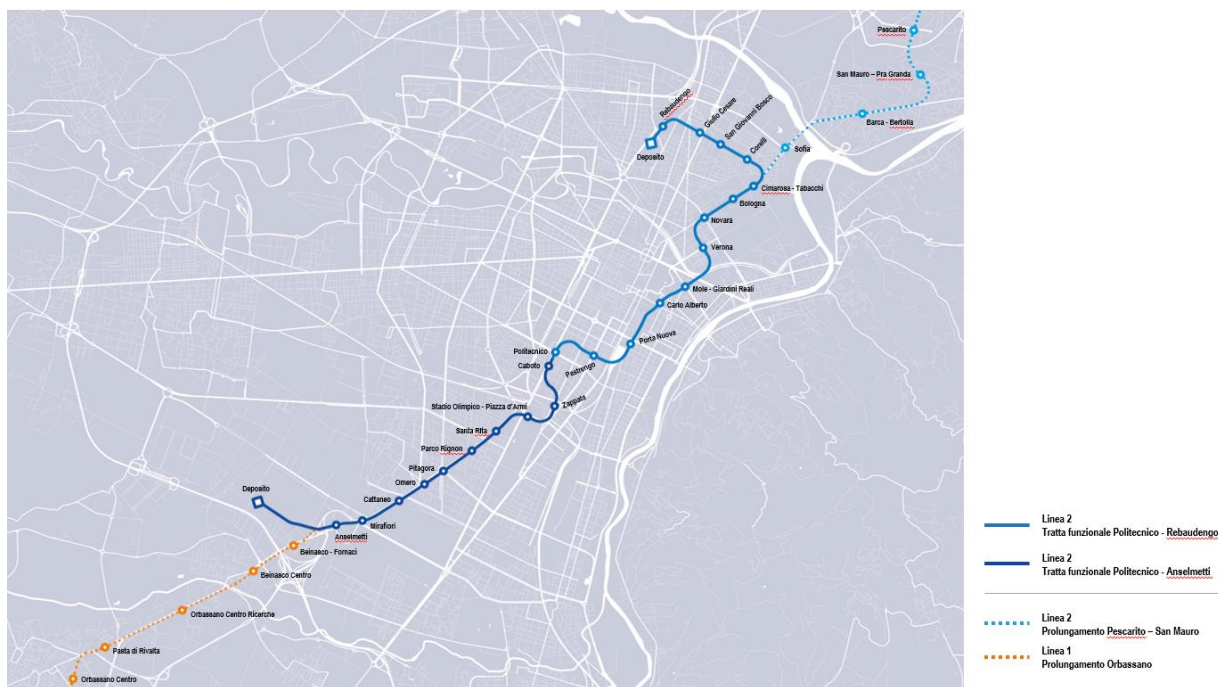 Pescarito
San Mauro – Pra Granda
Barca - Bertolla
Sofia
Rebaudengo
Giulio Cesare
San Giovanni Bosco
Corelli
Deposito
Cimarosa - Tabacchi
Bologna
Novara
Verona
Mole - Giardini Reali
Carlo Alberto
Porta Nuova
Politecnico
Pastrengo
Caboto
Zappata
Stadio Olimpico - Piazza d'Armi
Santa Rita
Parco Rignon
Pitagora
Omero
Cattaneo
Deposito
Mirafiori
Anselmetti
Beinasco - Fornaci
Beinasco Centro
Orbassano Centro Ricerche
Pasta di Rivalta
Orbassano Centro
Linea 2
Tratta funzionale Politecnico - Rebaudengo
Linea 2
Tratta funzionale Politecnico - Anselmetti
Linea 2
Prolungamento Pescarito – San Mauro
Linea 1
Prolungamento Orbassano